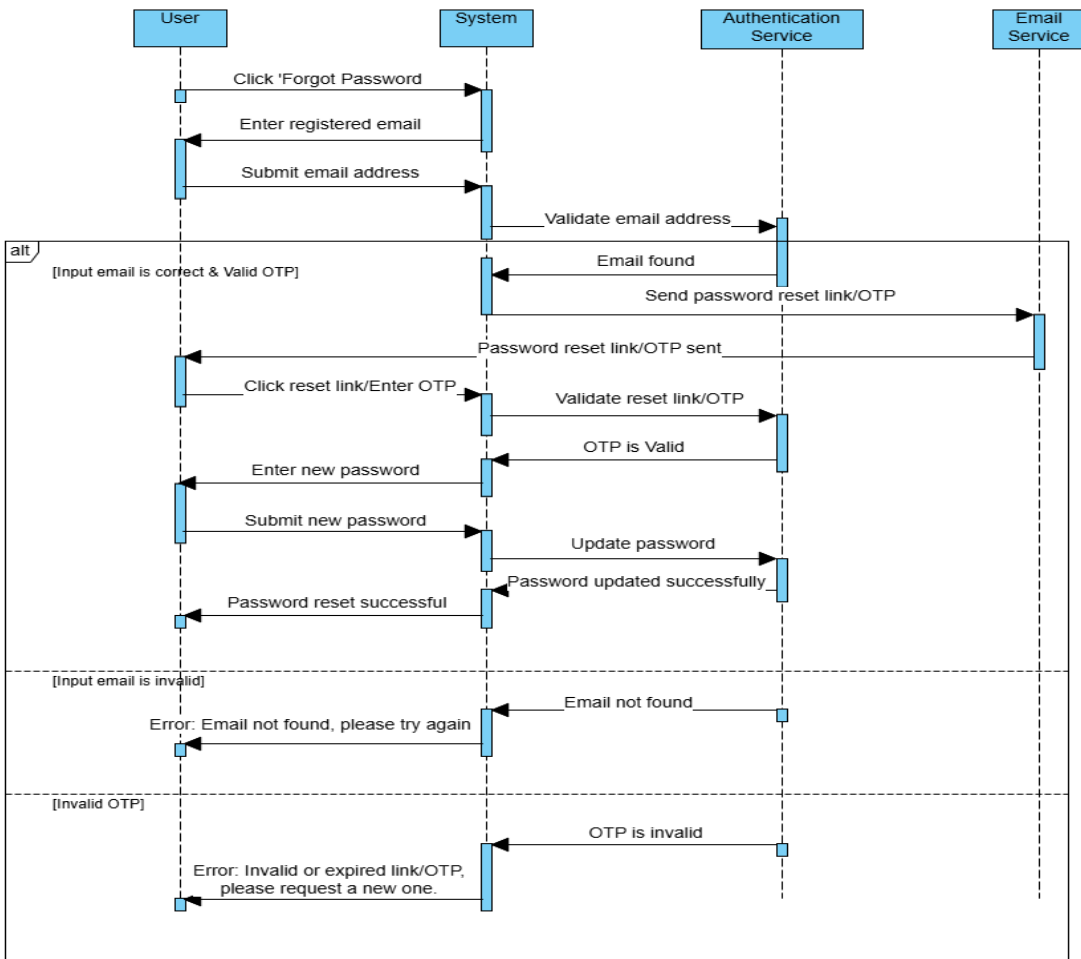 User
System
Authentication
Service
Email
Service
Click 'Forgot Password
Enter registered email
Submit email address
Validate email address
alt
[Input email is correct & Valid OTP]
Email found
Send password reset link/OTP
Password reset link/OTP sent
Click reset link/Enter OTP
Validate reset link/OTP
OTP is Valid
Enter new password
Submit new password
Update password
Password updated successfully
Password reset successful
[Input email is invalid]
Email not found
Error: Email not found, please try again
[Invalid OTP]
OTP is invalid
Error: Invalid or expired link/OTP,
please request a new one.